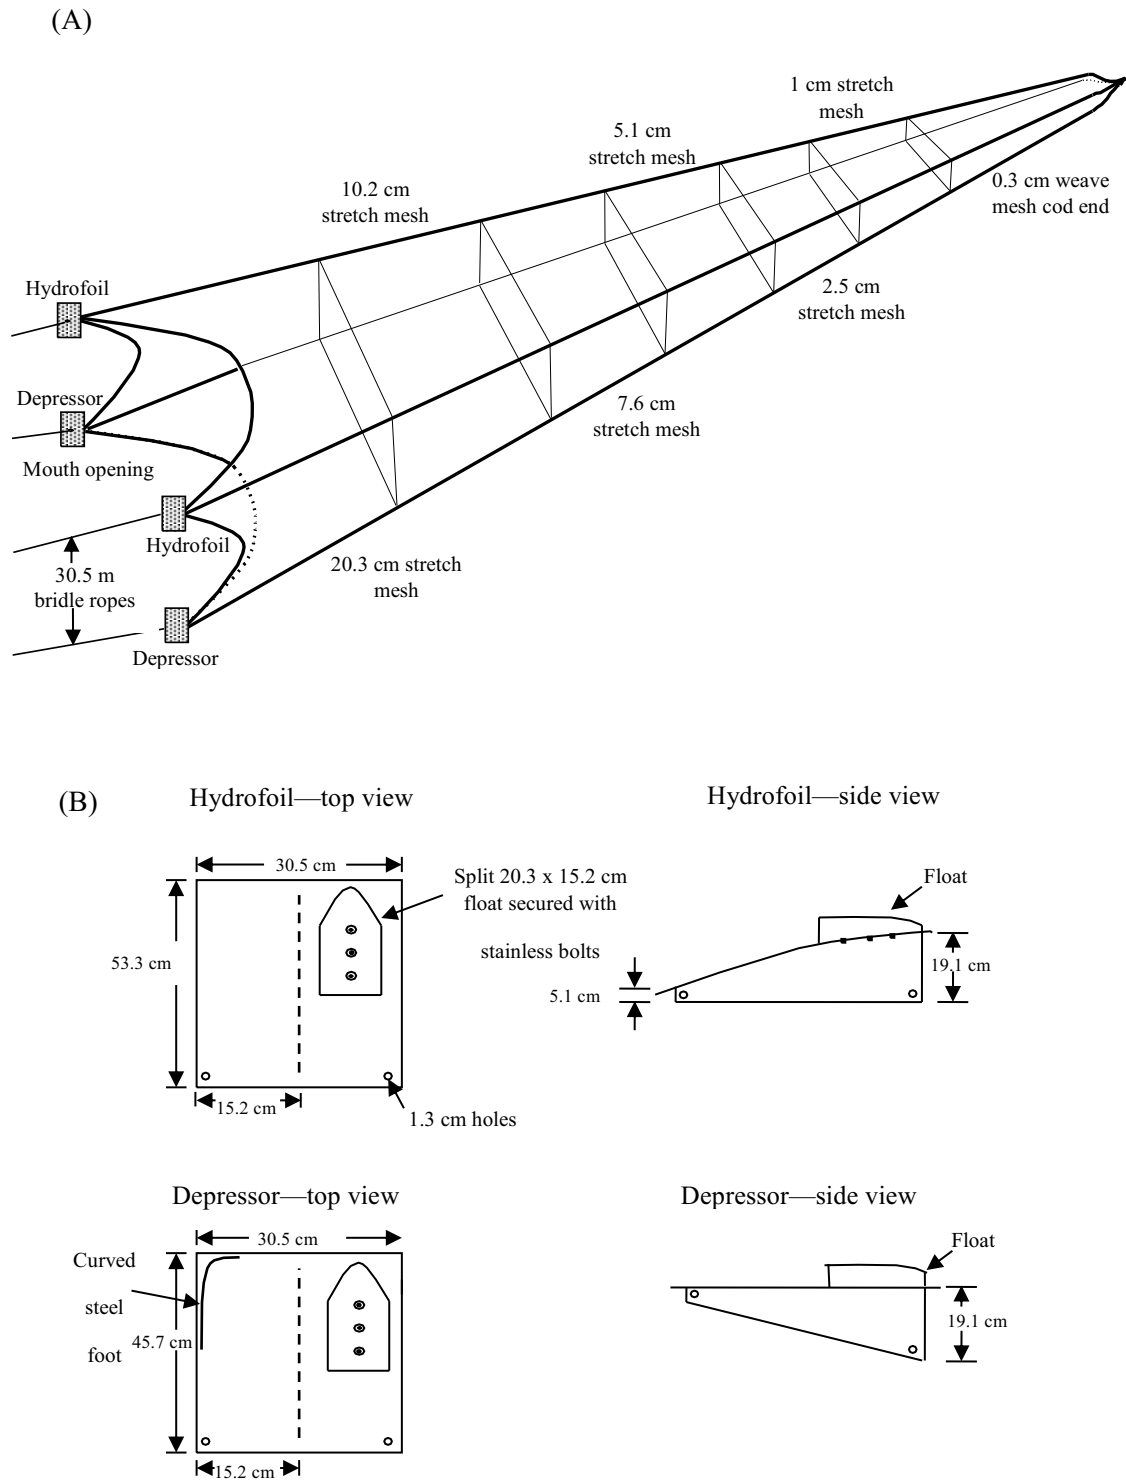 (A)
1 cm stretch
mesh
5.1 cm
stretch mesh
10.2 cm
stretch mesh
0.3 cm weave
mesh cod end
Hydrofoil
2.5 cm
stretch mesh
Depressor
7.6 cm
stretch mesh
Mouth opening
Hydrofoil
20.3 cm stretch
mesh
30.5 m
bridle ropes
Depressor
(B)
Hydrofoil—top view
Hydrofoil—side view
30.5 cm
Split 20.3 x 15.2 cm
float secured with
stainless bolts
Float
53.3 cm
19.1 cm
5.1 cm
15.2 cm
1.3 cm holes
Depressor—top view
Depressor—side view
30.5 cm
Float
Curved
steel
foot
45.7 cm
19.1 cm
15.2 cm